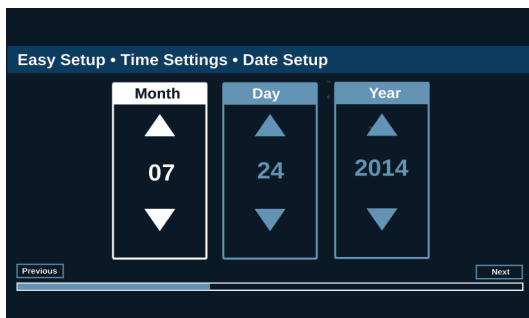 Easy Setup • Time Settings • Date Setup
Month Day Year
07 24 2014
Previous Next